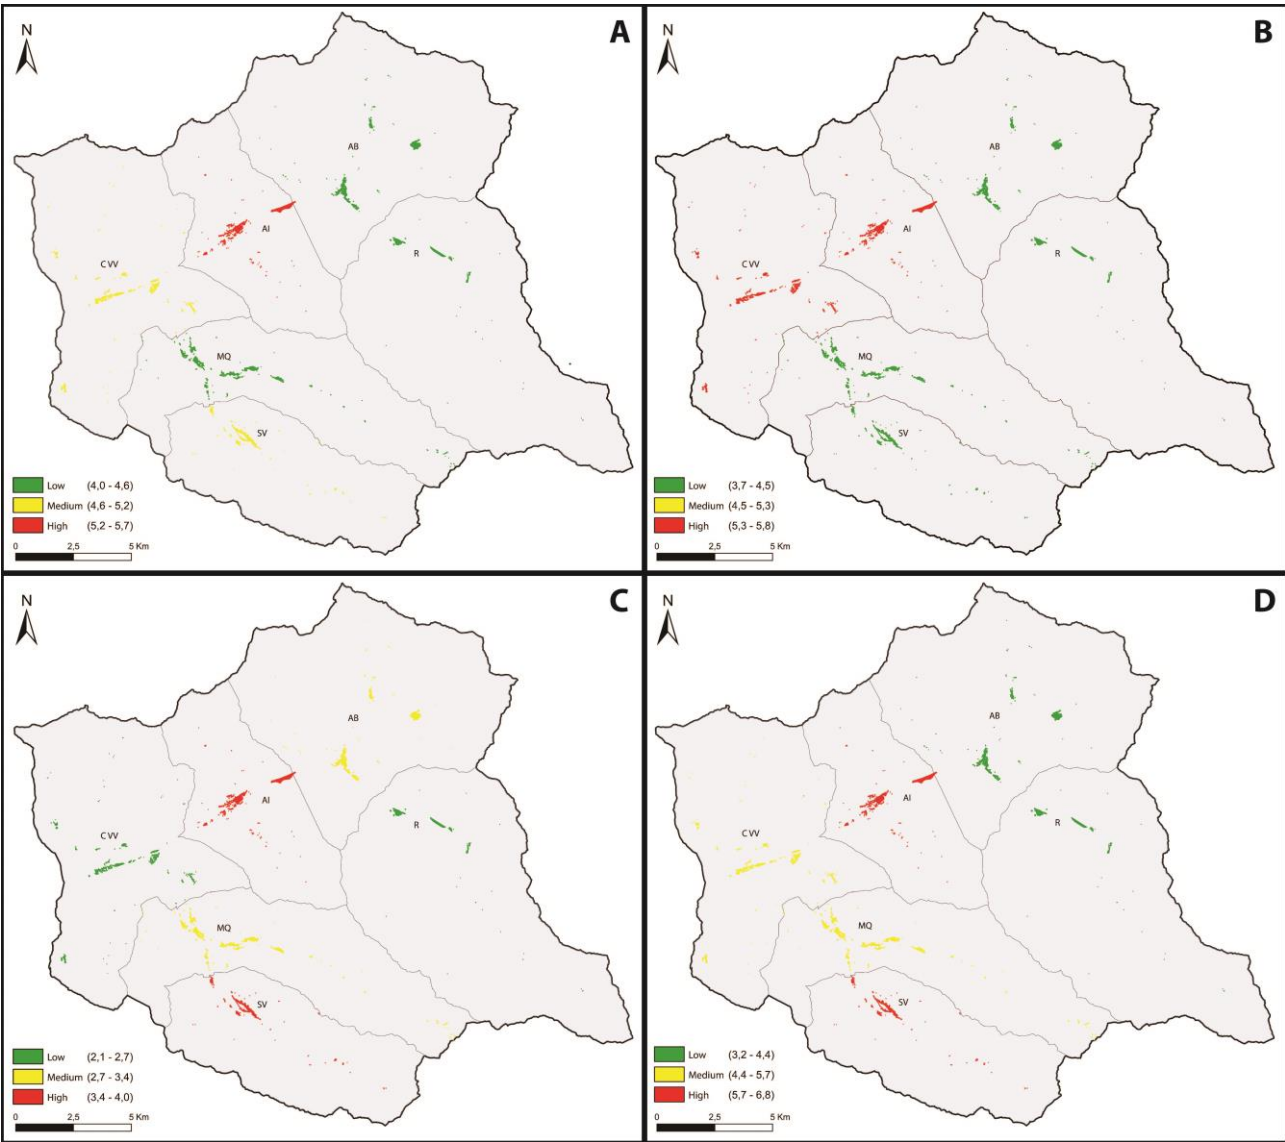 N
A
AB
AI
R
C VV
MQ
SV
Low (4,0 - 4,6)
Medium (4,6 - 5,2)
High (5,2 - 5,7)
0 2,5 5 Km
N
B
AB
AI
R
C VV
MQ
SV
Low (3,7 - 4,5)
Medium (4,5 - 5,3)
High (5,3 - 5,8)
0 2,5 5 Km
N
C
AB
AI
R
C VV
MQ
SV
Low (2,1 - 2,7)
Medium (2,7 - 3,4)
High (3,4 - 4,0)
0 2,5 5 Km
N
D
AB
AI
R
C VV
MQ
SV
Low (3,2 - 4,4)
Medium (4,4 - 5,7)
High (5,7 - 6,8)
0 2,5 5 Km